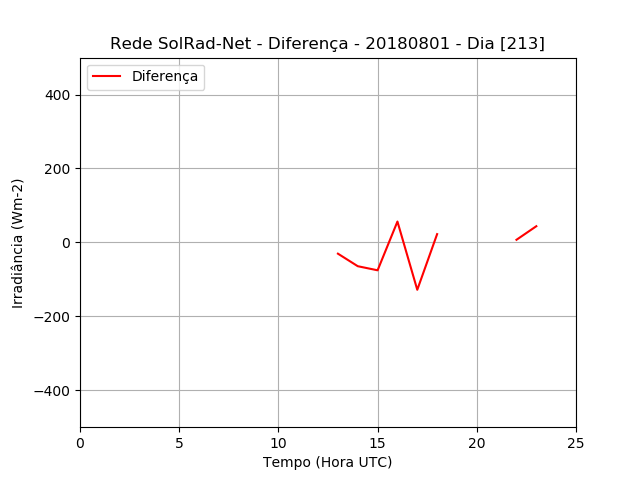 Rede SolRad-Net - Diferença - 20180801 - Dia [213]
Diferença
400
200
0
−200
−400
Irradiância (Wm-2)
0 5 10 15 20 25
Tempo (Hora UTC)